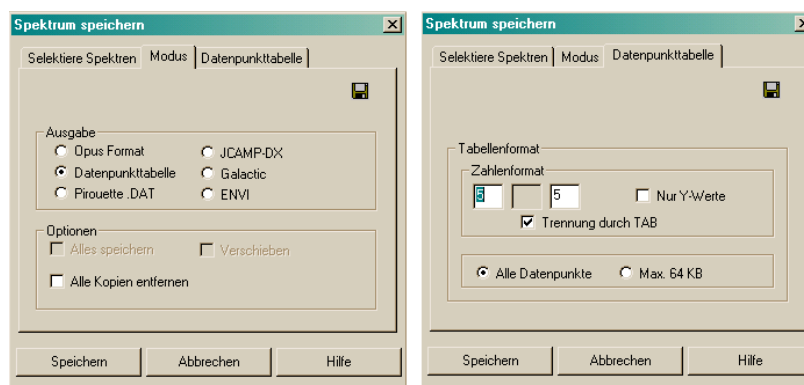 Spektrum speichern
Selektiere Spektren Modus Datenpunkttabelle
Ausgabe
Opus Format JCAMP-DX
Datenpunkttabelle Galactic
Pirouette .DAT ENVI
Optionen
Alles speichern Verschieben
Alle Kopien entfernen
Speichern Abbrechen Hilfe
Spektrum speichern
Selektiere Spektren Modus Datenpunkttabelle
Tabellenformat
Zahlenformat
5 5 Nur Y-Werte
Trennung durch TAB
Alle Datenpunkte Max. 64 KB
Speichern Abbrechen Hilfe